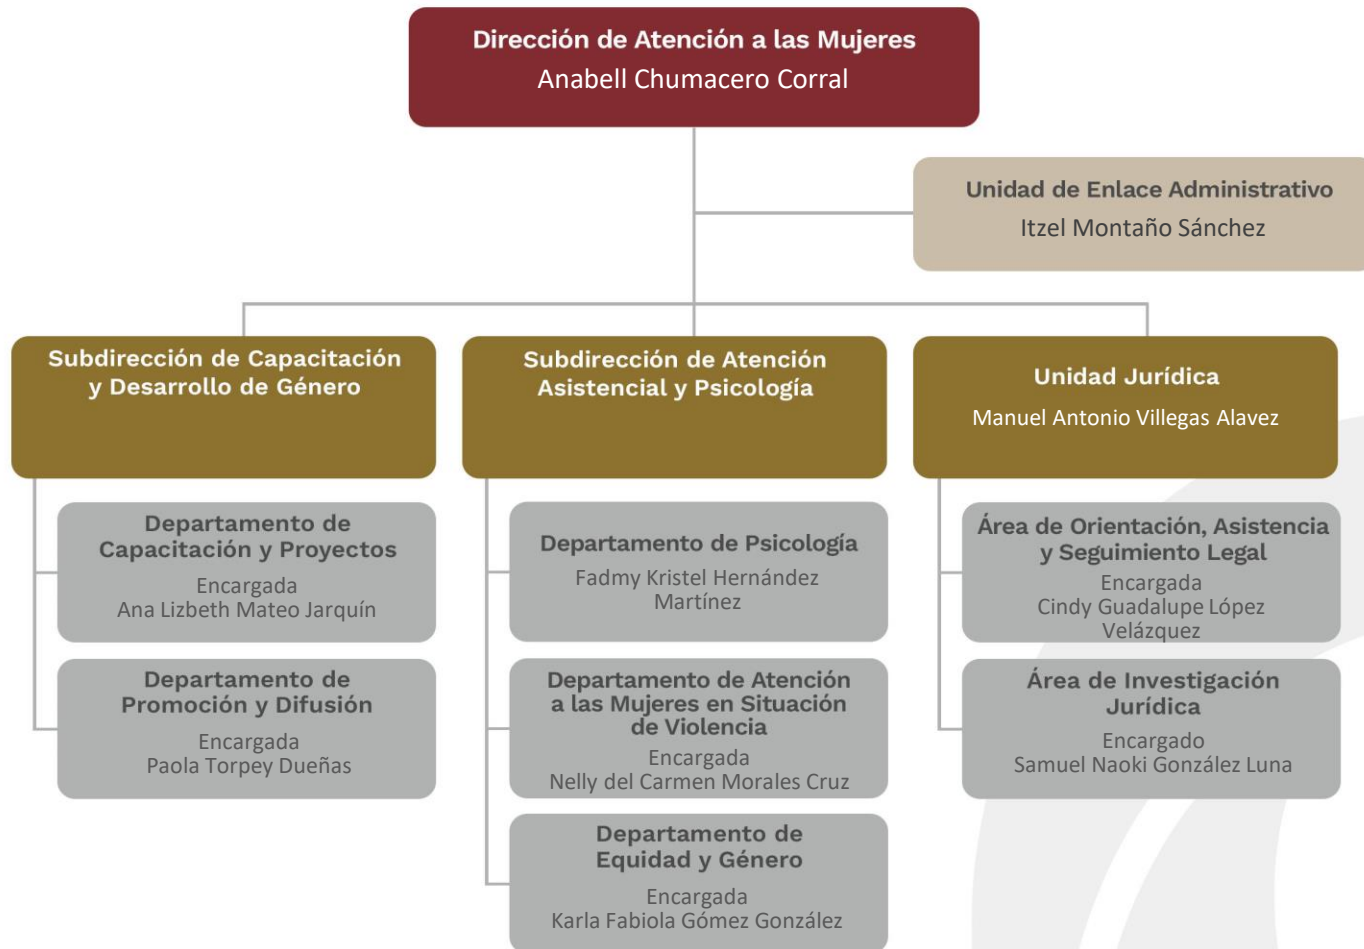 Dirección de Atención a las Mujeres
Anabell Chumacero Corral
Unidad de Enlace Administrativo
Itzel Montaño Sánchez
Subdirección de Capacitación
y Desarrollo de Género
Subdirección de Atención
Asistencial y Psicología
Unidad Jurídica
Manuel Antonio Villegas Alavez
Departamento de
Capacitación y Proyectos
Encargada
Ana Lizbeth Mateo Jarquín
Departamento de Psicología
Fadmy Kristel Hernández
Martínez
Área de Orientación, Asistencia
y Seguimiento Legal
Encargada
Cindy Guadalupe López
Velázquez
Departamento de
Promoción y Difusión
Encargada
Paola Torpey Dueñas
Departamento de Atención
a las Mujeres en Situación
de Violencia
Encargada
Nelly del Carmen Morales Cruz
Área de Investigación
Jurídica
Encargado
Samuel Naoki González Luna
Departamento de
Equidad y Género
Encargada
Karla Fabiola Gómez González